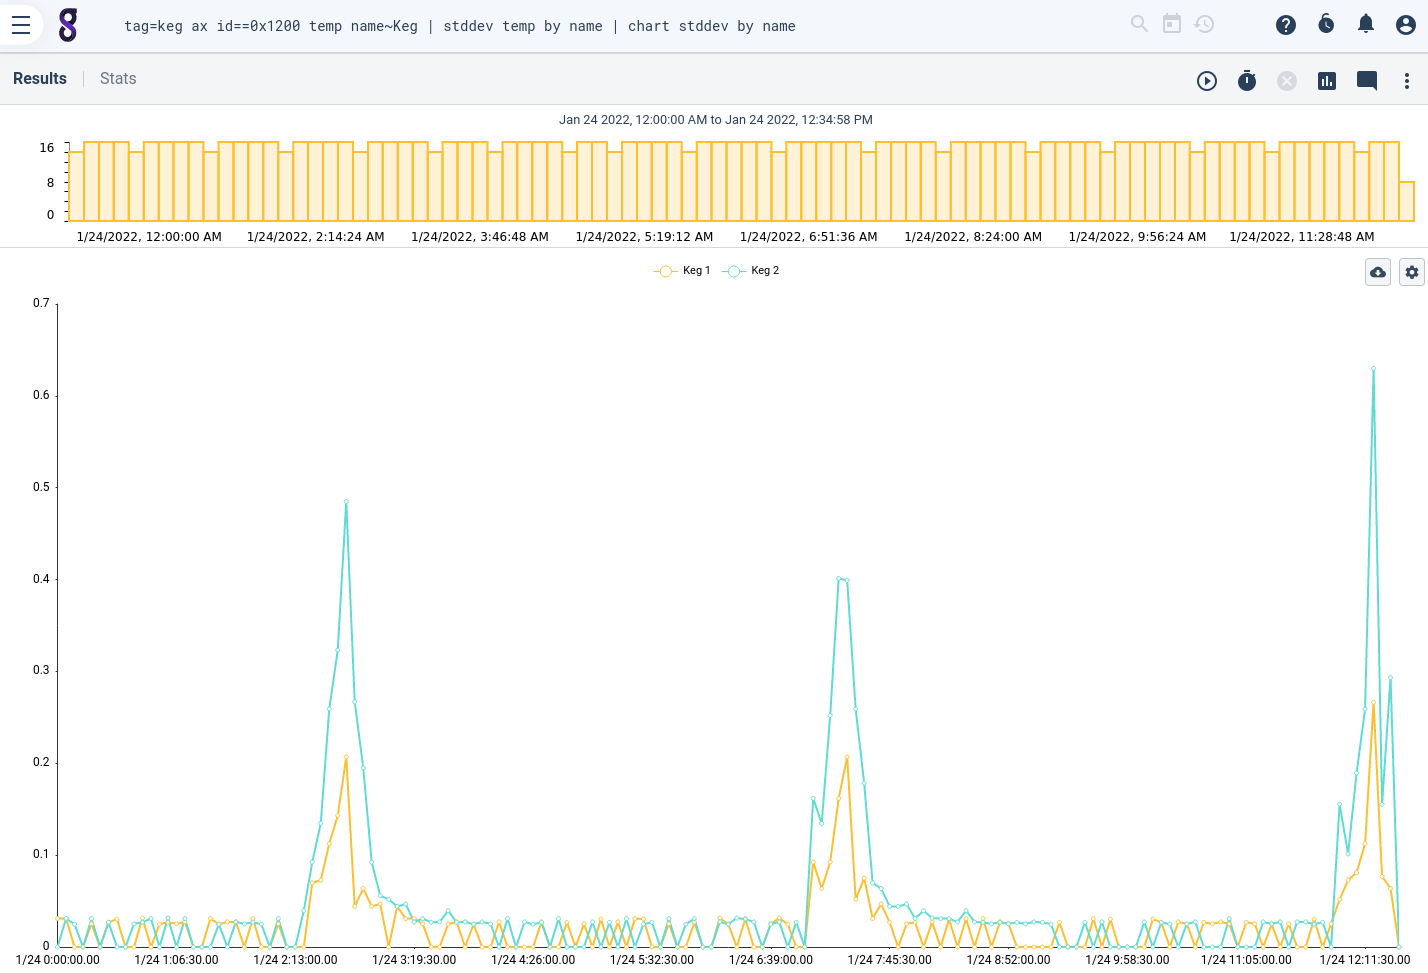 tag=keg ax id==0x1200 temp name~Keg | stddev temp by name | chart stddev by name
Results
Stats
Jan 24 2022, 12:00:00 AM to Jan 24 2022, 12:34:58 PM
16
8
0
1/24/2022, 12:00:00 AM 1/24/2022, 2:14:24 AM 1/24/2022, 3:46:48 AM 1/24/2022, 5:19:12 AM 1/24/2022, 6:51:36 AM 1/24/2022, 8:24:00 AM 1/24/2022, 9:56:24 AM 1/24/2022, 11:28:48 AM
Keg 1 Keg 2
0.7
0.6
0.5
0.4
0.3
0.2
0.1
0
1/24 0:00:00.00 1/24 1:06:30.00 1/24 2:13:00.00 1/24 3:19:30.00 1/24 4:26:00.00 1/24 5:32:30.00 1/24 6:39:00.00 1/24 7:45:30.00 1/24 8:52:00.00 1/24 9:58:30.00 1/24 11:05:00.00 1/24 12:11:30.00